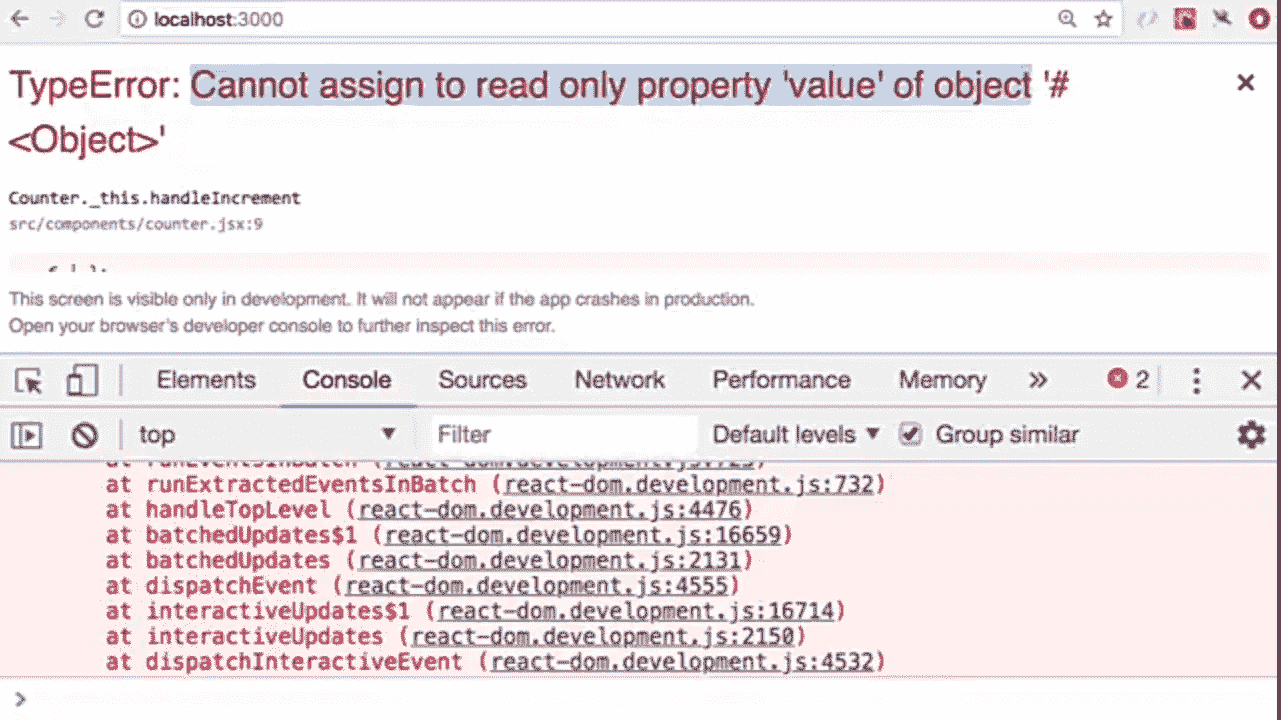 localhost:3000
TypeError: Cannot assign to read only property 'value' of object '#
<Object>'
Counter._this.handleIncrement
src/components/counter.jsx:9
This screen is visible only in development. It will not appear if the app crashes in production.
Open your browser's developer console to further inspect this error.
Elements Console Sources Network Performance Memory » 2
top Filter Default levels Group similar
at runEventsInBatch (react-dom.development.js:723)
at runExtractedEventsInBatch (react-dom.development.js:732)
at handleTopLevel (react-dom.development.js:4476)
at batchedUpdates$1 (react-dom.development.js:16659)
at batchedUpdates (react-dom.development.js:2131)
at dispatchEvent (react-dom.development.js:4555)
at interactiveUpdates$1 (react-dom.development.js:16714)
at interactiveUpdates (react-dom.development.js:2150)
at dispatchInteractiveEvent (react-dom.development.js:4532)
>